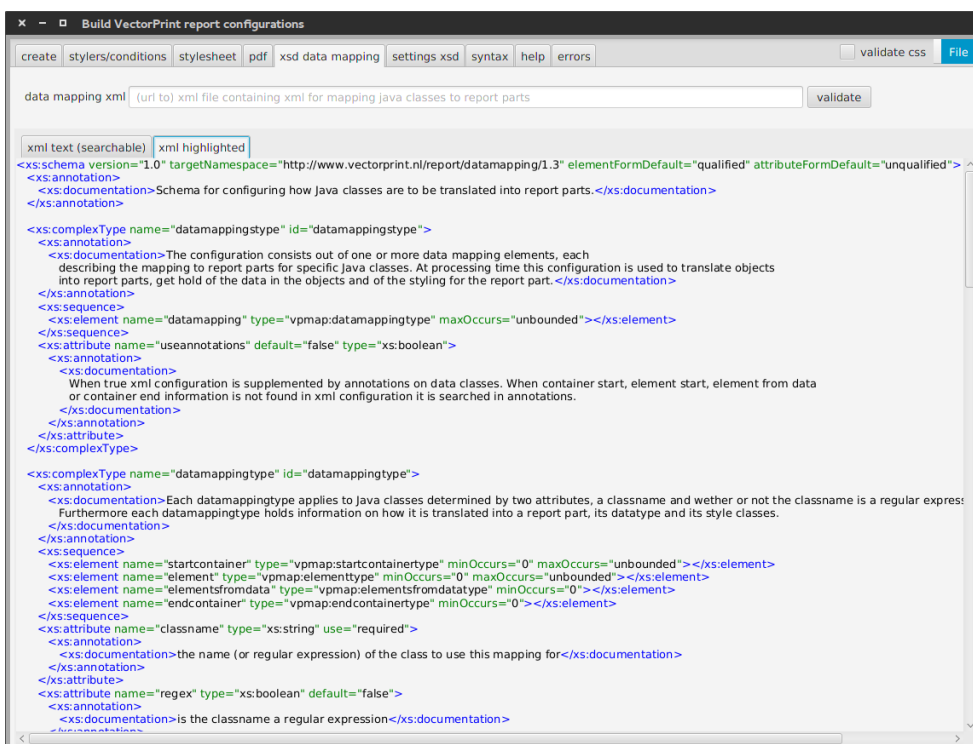 Build VectorPrint report configurations
create stylers/conditions stylesheet pdf xsd data mapping settings xsd syntax help errors validate css File
data mapping xml (url to) xml file containing xml for mapping java classes to report parts validate
xml text (searchable) xml highlighted
<xs:schema version="1.0" targetNamespace="http://www.vectorprint.nl/report/datamapping/1.3" elementFormDefault="qualified" attributeFormDefault="unqualified">
<xs:annotation>
<xs:documentation>Schema for configuring how Java classes are to be translated into report parts.</xs:documentation>
</xs:annotation>
<xs:complexType name="datamappingstype" id="datamappingstype">
<xs:annotation>
<xs:documentation>The configuration consists out of one or more data mapping elements, each
describing the mapping to report parts for specific Java classes. At processing time this configuration is used to translate objects
into report parts, get hold of the data in the objects and of the styling for the report part.</xs:documentation>
</xs:annotation>
<xs:sequence>
<xs:element name="datamapping" type="vpmap:datamappingtype" maxOccurs="unbounded"></xs:element>
</xs:sequence>
<xs:attribute name="useannotations" default="false" type="xs:boolean">
<xs:annotation>
<xs:documentation>
When true xml configuration is supplemented by annotations on data classes. When container start, element start, element from data
or container end information is not found in xml configuration it is searched in annotations.
</xs:documentation>
</xs:annotation>
</xs:attribute>
</xs:complexType>
<xs:complexType name="datamappingtype" id="datamappingtype">
<xs:annotation>
<xs:documentation>Each datamappingtype applies to Java classes determined by two attributes, a classname and wether or not the classname is a regular express
Furthermore each datamappingtype holds information on how it is translated into a report part, its datatype and its style classes.
</xs:documentation>
</xs:annotation>
<xs:sequence>
<xs:element name="startcontainer" type="vpmap:startcontainertype" minOccurs="0" maxOccurs="unbounded"></xs:element>
<xs:element name="element" type="vpmap:elementtype" minOccurs="0" maxOccurs="unbounded"></xs:element>
<xs:element name="elementsfromdata" type="vpmap:elementsfromdatatype" minOccurs="0"></xs:element>
<xs:element name="endcontainer" type="vpmap:endcontainertype" minOccurs="0"></xs:element>
</xs:sequence>
<xs:attribute name="classname" type="xs:string" use="required">
<xs:annotation>
<xs:documentation>the name (or regular expression) of the class to use this mapping for</xs:documentation>
</xs:annotation>
</xs:attribute>
<xs:attribute name="regex" type="xs:boolean" default="false">
<xs:annotation>
<xs:documentation>is the classname a regular expression</xs:documentation>
</xs:annotation>